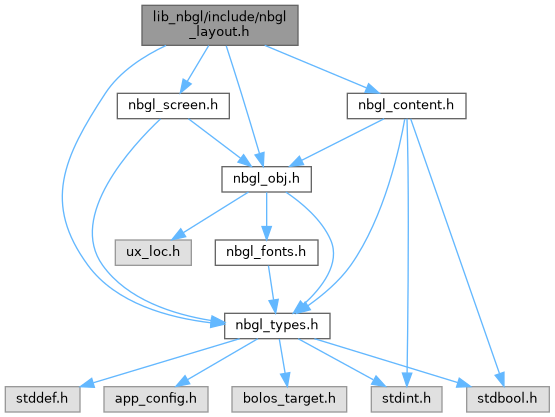 lib_nbgl/include/nbgl
_layout.h
nbgl_screen.h
nbgl_content.h
nbgl_obj.h
ux_loc.h
nbgl_fonts.h
nbgl_types.h
stddef.h
app_config.h
bolos_target.h
stdint.h
stdbool.h